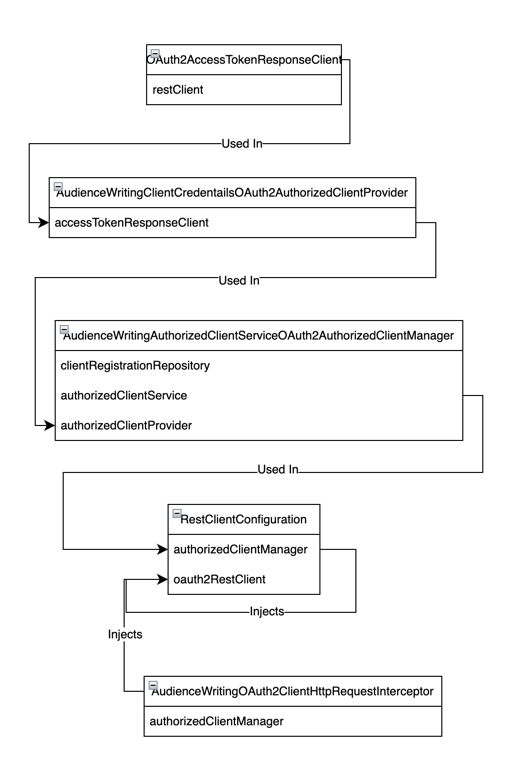 OAuth2AccessTokenResponseClient
restClient
Used In
AudienceWritingClientCredentailsOAuth2AuthorizedClientProvider
accessTokenResponseClient
Used In
AudienceWritingAuthorizedClientServiceOAuth2AuthorizedClientManager
clientRegistrationRepository
authorizedClientService
authorizedClientProvider
Used In
RestClientConfiguration
authorizedClientManager
oauth2RestClient
Injects
Injects
AudienceWritingOAuth2ClientHttpRequestInterceptor
authorizedClientManager